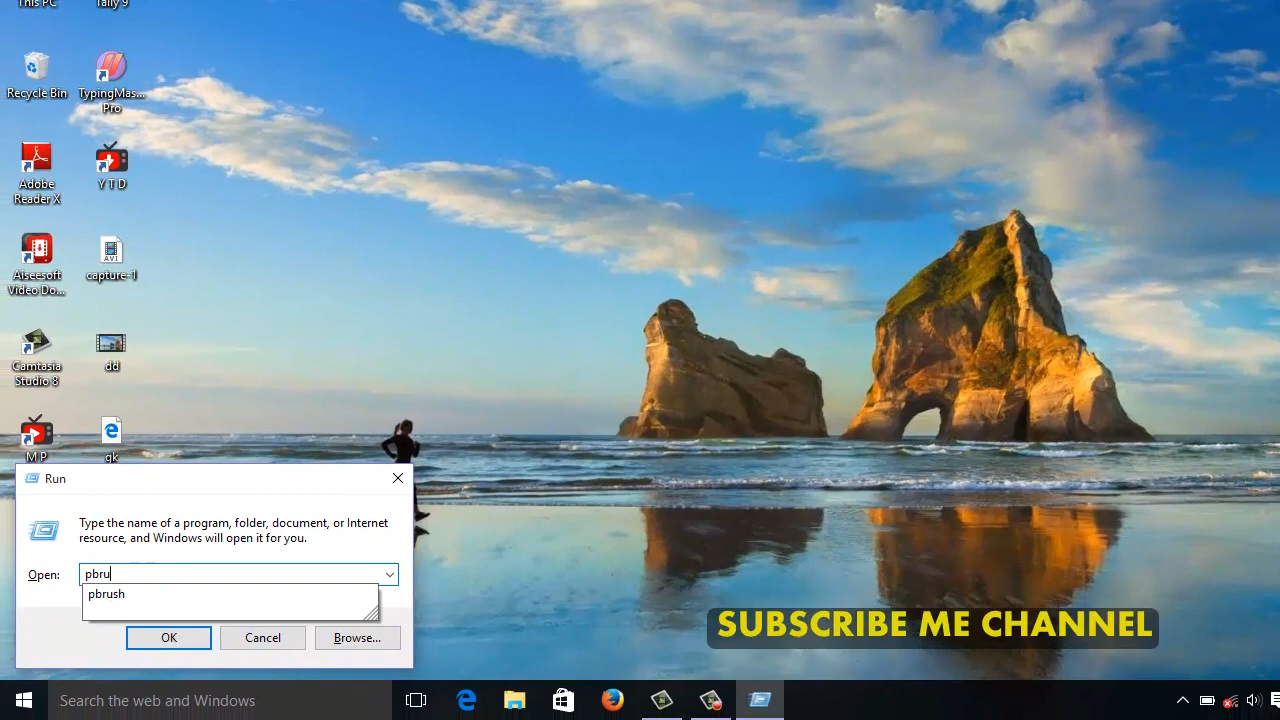 This PC
Tally 9
Recycle Bin
TypingMas...
Pro
Adobe
Reader X
Y T D
Aiseesoft
Video Do...
capture-1
Camtasia
Studio 8
dd
M P
gk
Run
Type the name of a program, folder, document, or Internet
resource, and Windows will open it for you.
Open:
pbru
pbrush
OK
Cancel
Browse...
SUBSCRIBE ME CHANNEL
Search the web and Windows